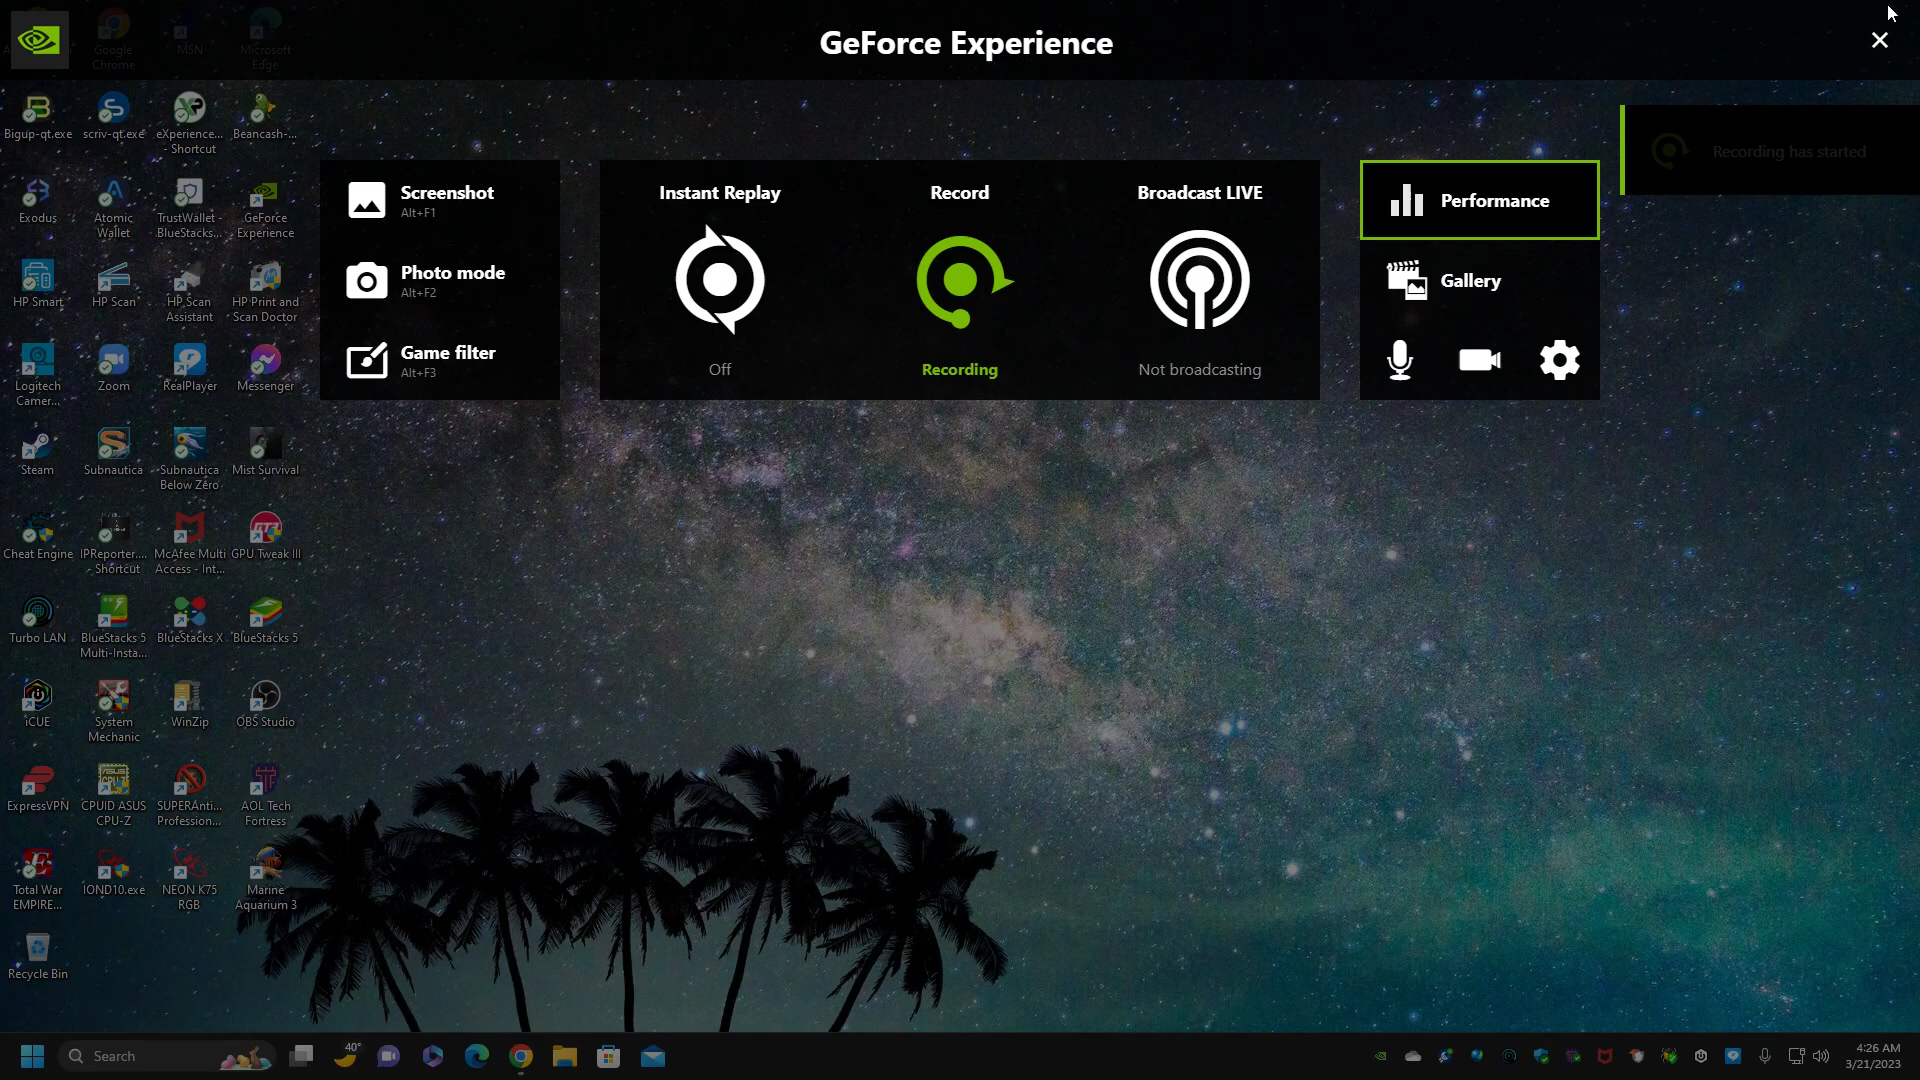 GeForce Experience
Google
Chrome
MSN
Microsoft
Edge
Bigup-qt.exe
scriv-qt.exe
eXperience...
- Shortcut
Beancash-...
Exodus
Atomic
Wallet
TrustWallet -
BlueStacks...
GeForce
Experience
HP Smart
HP Scan
HP Scan
Assistant
HP Print and
Scan Doctor
Logitech
Camer...
Zoom
RealPlayer
Messenger
Steam
Subnautica
Subnautica
Below Zero
Mist Survival
Cheat Engine
IPReporter....
- Shortcut
McAfee Multi
Access - Int...
GPU Tweak III
Turbo LAN
BlueStacks 5
Multi-Insta...
BlueStacks X
BlueStacks 5
iCUE
System
Mechanic
WinZip
OBS Studio
ExpressVPN
CPUID ASUS
CPU-Z
SUPERAnti...
Profession...
AOL Tech
Fortress
Total War
EMPIRE...
IOND10.exe
NEON K75
RGB
Marine
Aquarium 3
Recycle Bin
Screenshot
Alt+F1
Photo mode
Alt+F2
Game filter
Alt+F3
Instant Replay
Off
Record
Recording
Broadcast LIVE
Not broadcasting
Performance
Gallery
Recording has started
Search
40°
4:26 AM
3/21/2023